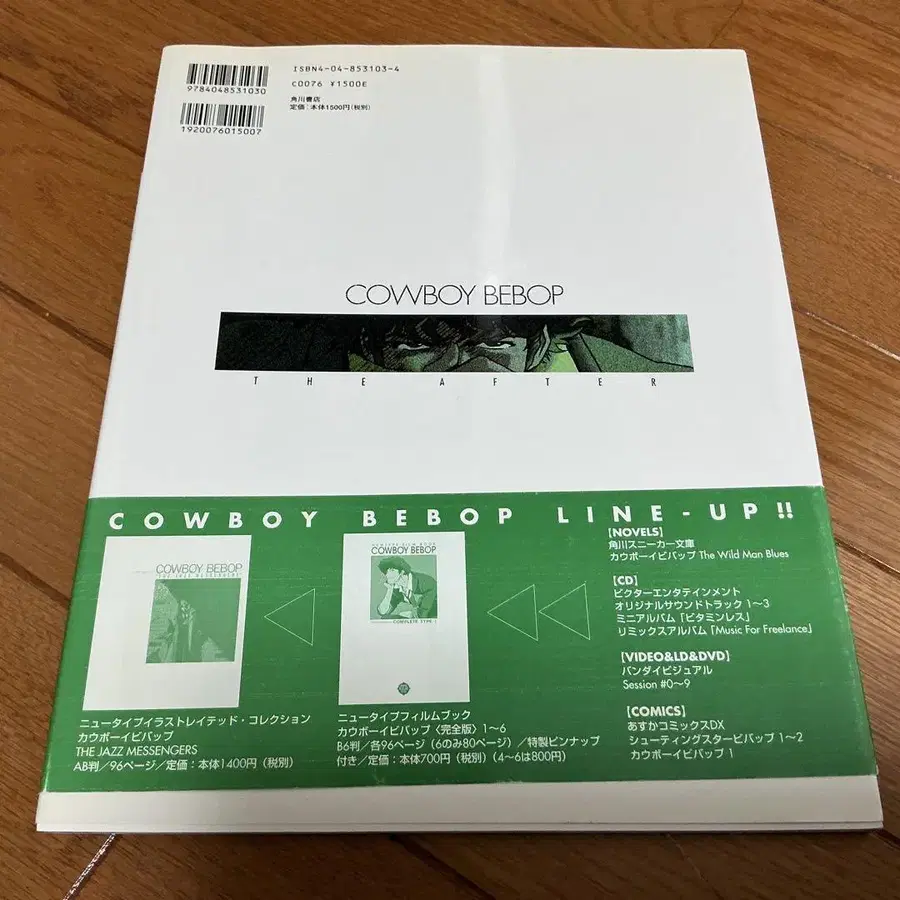 ISBN4-04-853103-4
C0076 ¥1500E
角川書店
定価:本体1500円(税別)
9784048531030
1920076015007
COWBOY BEBOP
THE AFTER
COWBOY BEBOP LINE-UP!!
COWBOY BEBOP
"THE JAZZ MESSENGERS"
ニュータイプイラストレイテッド・コレクション
カウボーイビバップ
THE JAZZ MESSENGERS
AB判/96ページ/定価:本体1400円(税別)
NEWTYPE FILM BOOK
COWBOY BEBOP
COMPLETE TYPE 1
ニュータイプフィルムブック
カウボーイビバップ〈完全版〉1〜6
B6判/各96ページ(6のみ80ページ)/特製ピンナップ
付き/定価:本体700円(税別)(4〜6は800円)
[NOVELS]
角川スニーカー文庫
カウボーイビバップ The Wild Man Blues
[CD]
ビクターエンタテインメント
オリジナルサウンドトラック 1〜3
ミニアルバム「ビタミンレス」
リミックスアルバム「Music For Freelance」
[VIDEO&LD&DVD]
バンダイビジュアル
Session #0〜9
[COMICS]
あすかコミックスDX
シューティングスタービバップ 1〜2
カウボーイビバップ 1